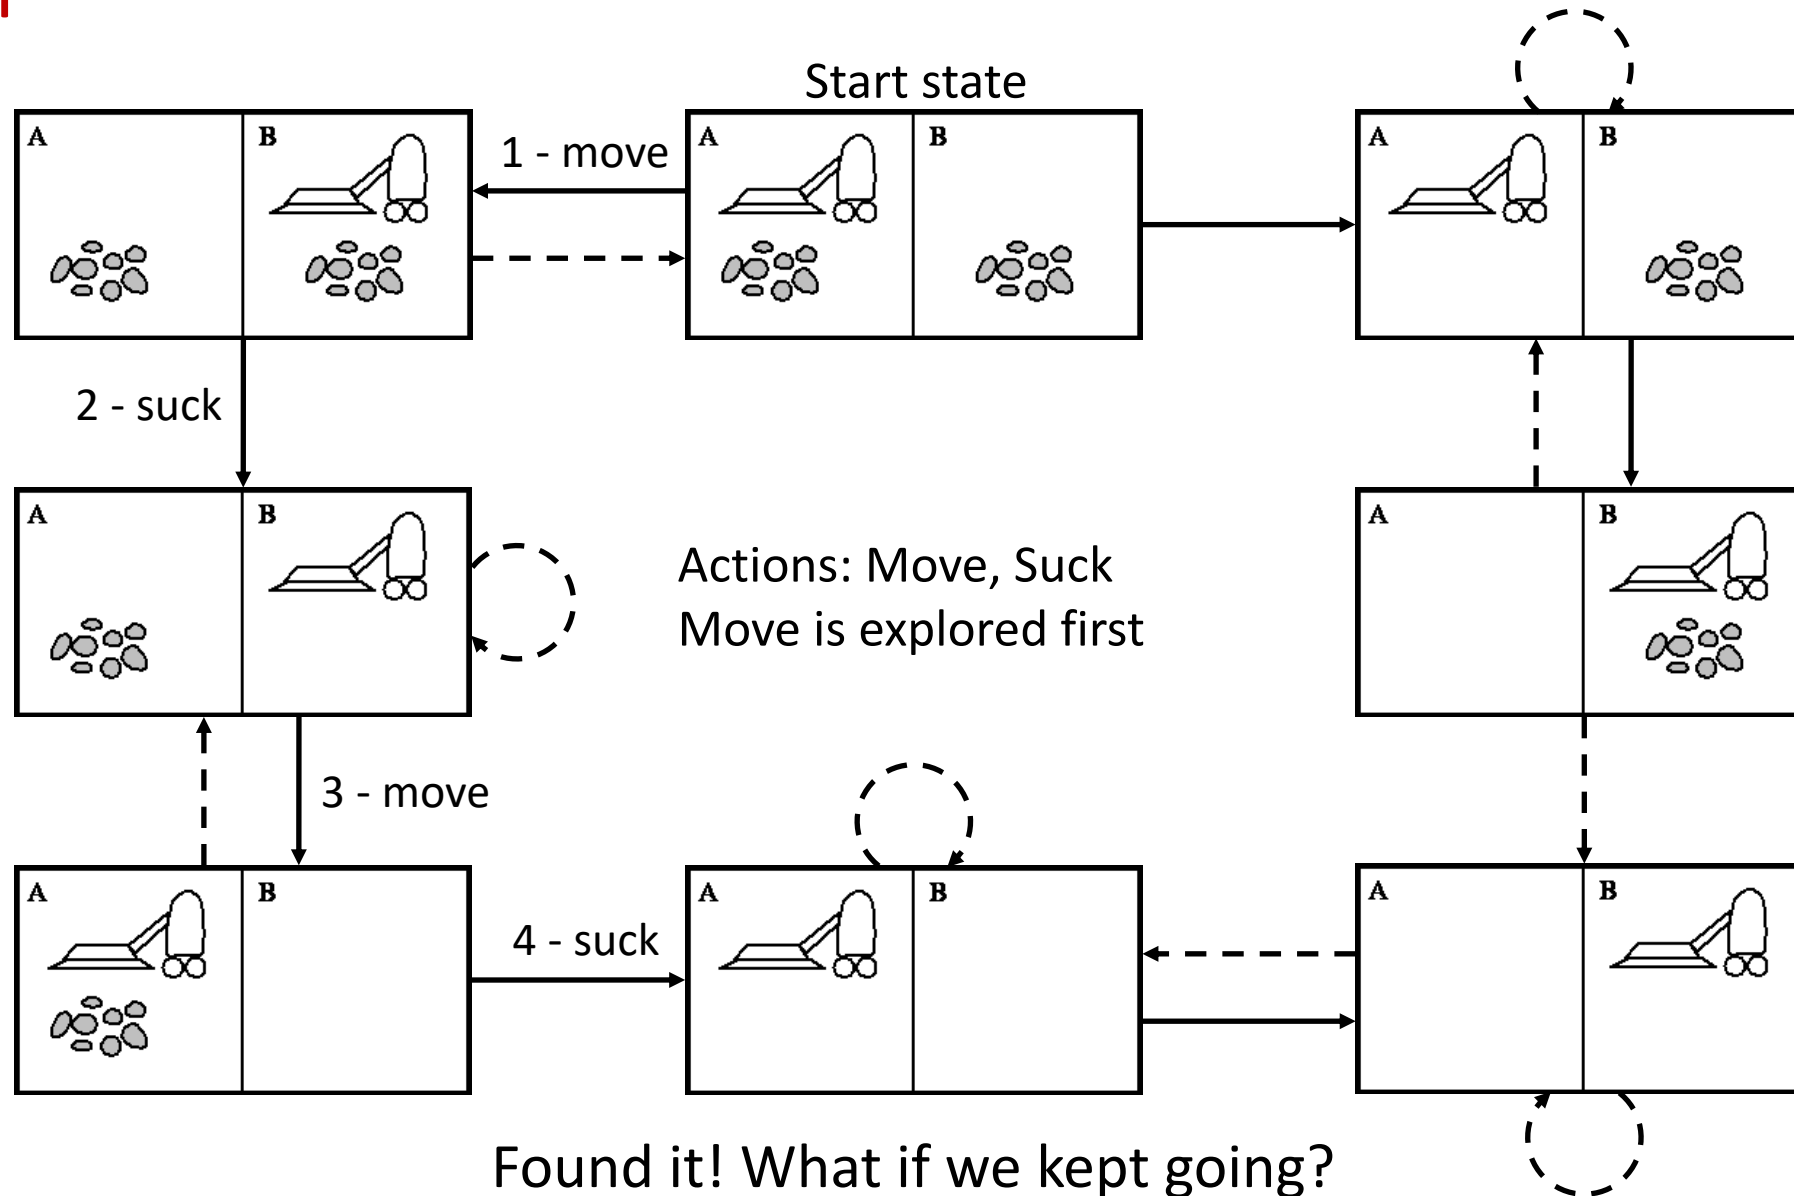 Start state
A
B
1 - move
A
B
A
B
2 - suck
A
B
Actions: Move, Suck
Move is explored first
A
B
3 - move
A
B
4 - suck
A
B
A
B
Found it! What if we kept going?